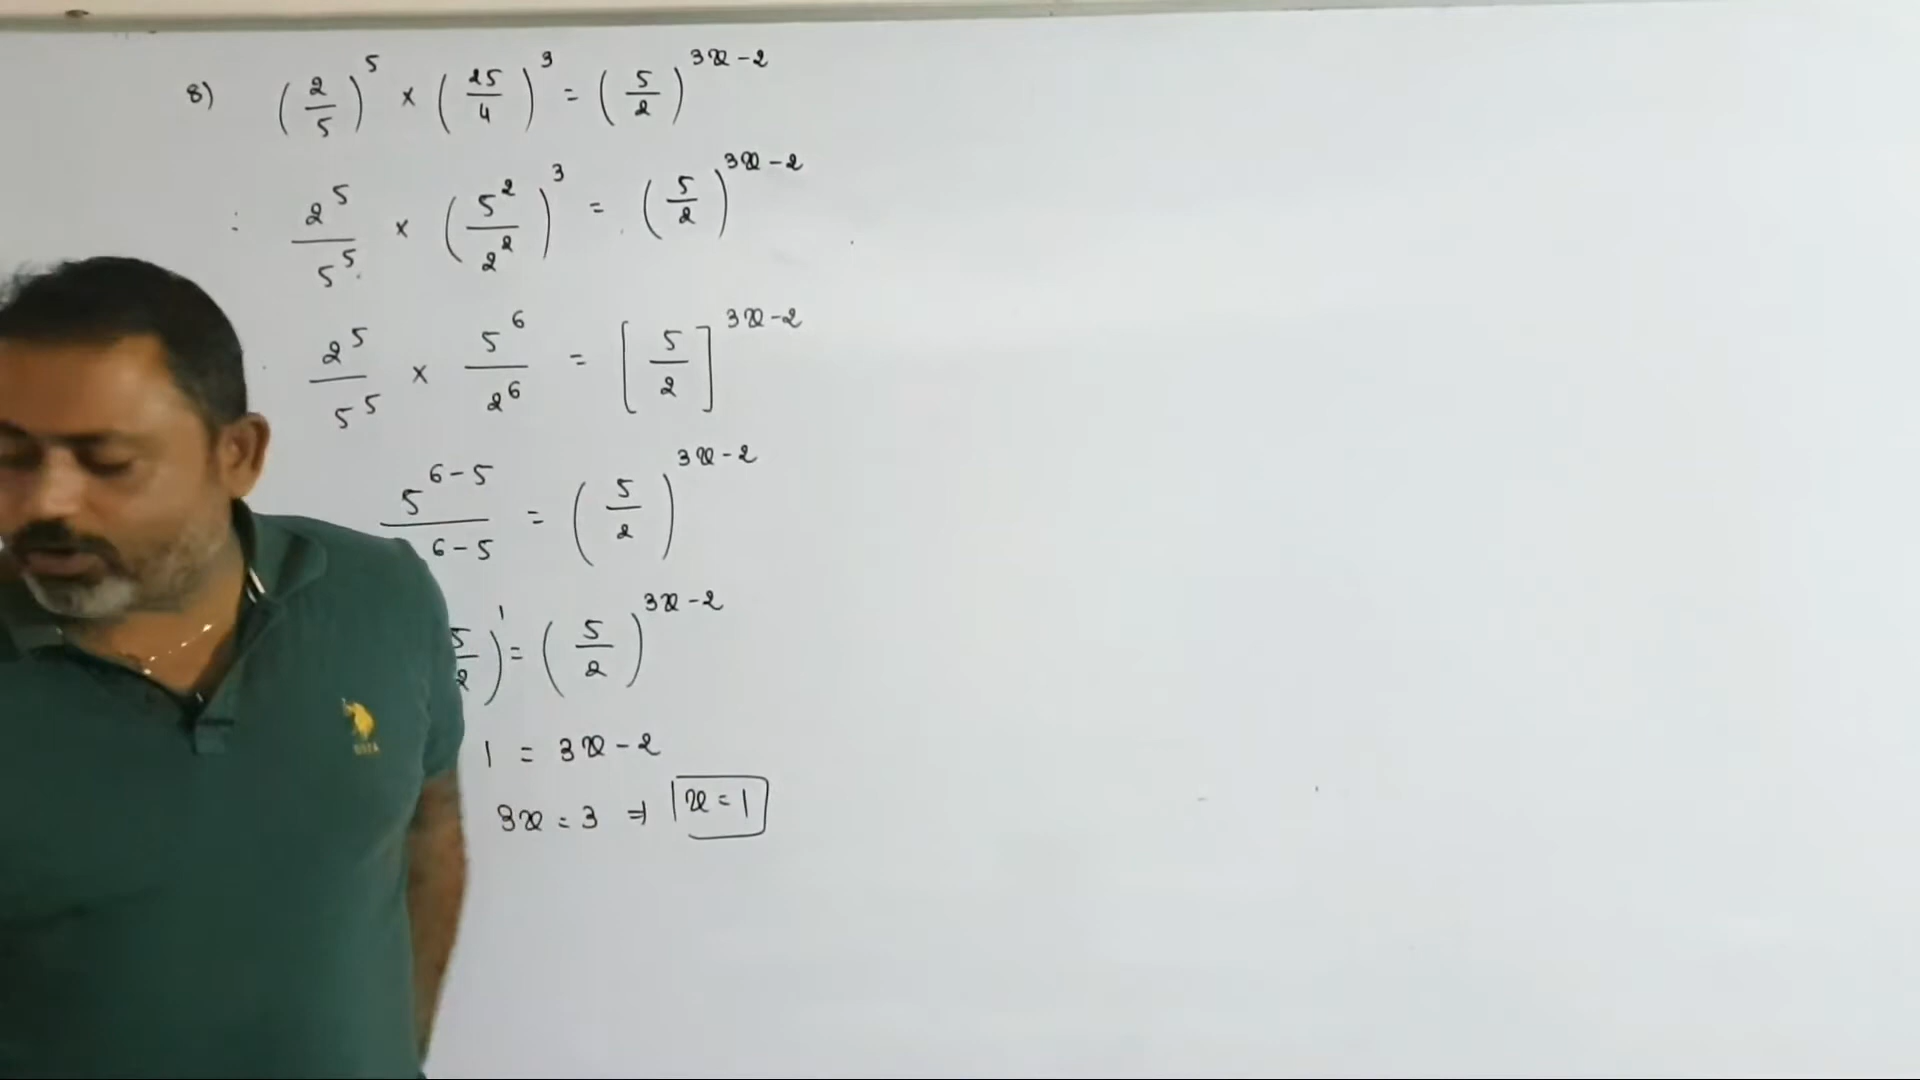 8) (2/5)^5 × (25/4)^3 = (5/2)^(3x-2)
: 2^5/5^5 × (5^2/2^2)^3 = (5/2)^(3x-2)
2^5/5^5 × 5^6/2^6 = [5/2]^(3x-2)
5^(6-5)/^(6-5) = (5/2)^(3x-2)
5/2)^1 = (5/2)^(3x-2)
1 = 3x-2
3x = 3 ⇒ x = 1